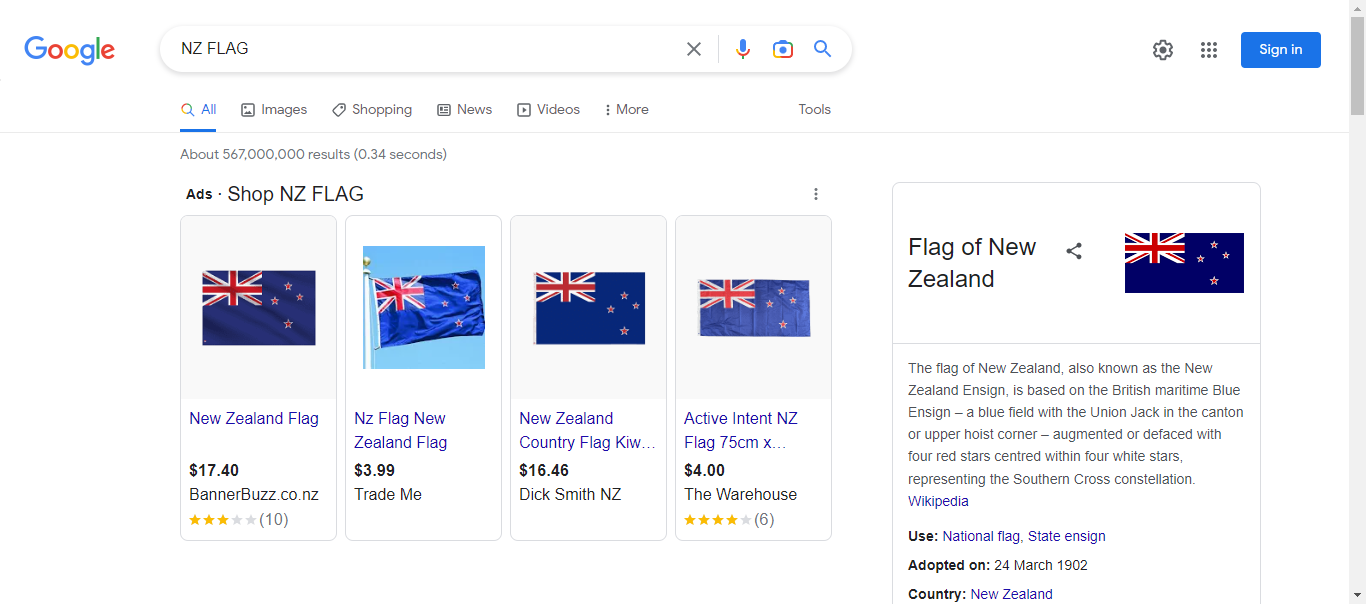 Google
NZ FLAG
Sign in
All
Images
Shopping
News
Videos
More
Tools
About 567,000,000 results (0.34 seconds)
Ads · Shop NZ FLAG
New Zealand Flag
$17.40
BannerBuzz.co.nz
(10)
Nz Flag New
Zealand Flag
$3.99
Trade Me
New Zealand
Country Flag Kiw...
$16.46
Dick Smith NZ
Active Intent NZ
Flag 75cm x...
$4.00
The Warehouse
(6)
Flag of New
Zealand
The flag of New Zealand, also known as the New
Zealand Ensign, is based on the British maritime Blue
Ensign – a blue field with the Union Jack in the canton
or upper hoist corner – augmented or defaced with
four red stars centred within four white stars,
representing the Southern Cross constellation.
Wikipedia
Use: National flag, State ensign
Adopted on: 24 March 1902
Country: New Zealand